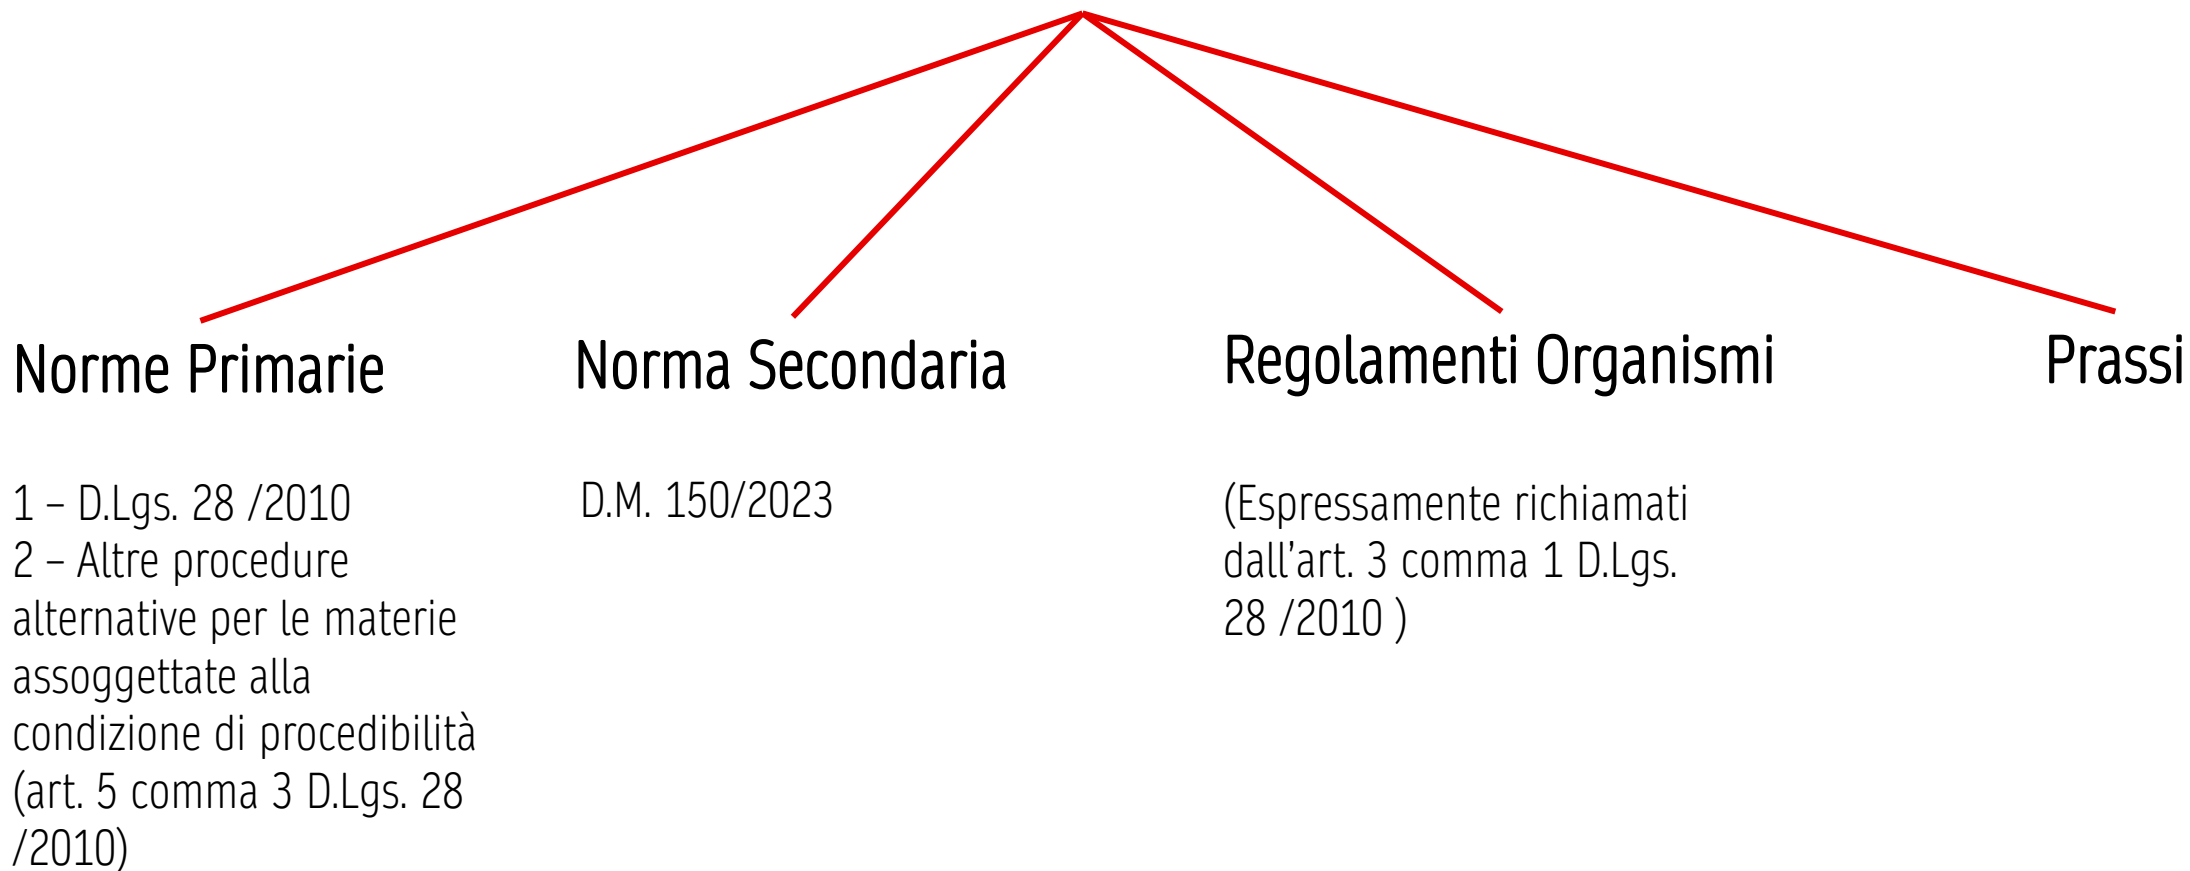 Norme Primarie
1 – D.Lgs. 28 /2010
2 – Altre procedure
alternative per le materie
assoggettate alla
condizione di procedibilità
(art. 5 comma 3 D.Lgs. 28
/2010)
Norma Secondaria
D.M. 150/2023
Regolamenti Organismi
(Espressamente richiamati
dall’art. 3 comma 1 D.Lgs.
28 /2010 )
Prassi